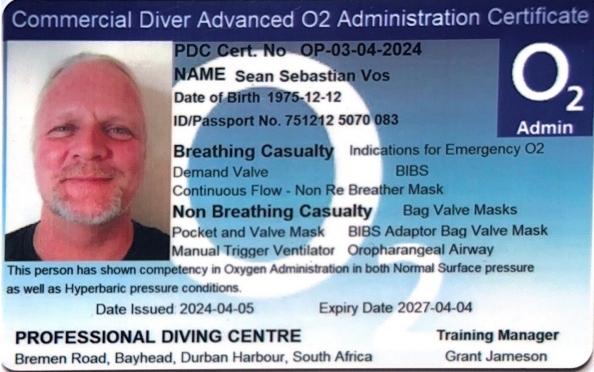 Commercial Diver Advanced O2 Administration Certificate
PDC Cert. No OP-03-04-2024
NAME Sean Sebastian Vos
Date of Birth 1975-12-12
ID/Passport No. 751212 5070 083
O2
Admin
Breathing Casualty Indications for Emergency O2
Demand Valve BIBS
Continuous Flow - Non Re Breather Mask
Non Breathing Casualty Bag Valve Masks
Pocket and Valve Mask BIBS Adaptor Bag Valve Mask
Manual Trigger Ventilator Oropharangeal Airway
This person has shown competency in Oxygen Administration in both Normal Surface pressure
as well as Hyperbaric pressure conditions.
Date Issued 2024-04-05 Expiry Date 2027-04-04
PROFESSIONAL DIVING CENTRE Training Manager
Bremen Road, Bayhead, Durban Harbour, South Africa Grant Jameson